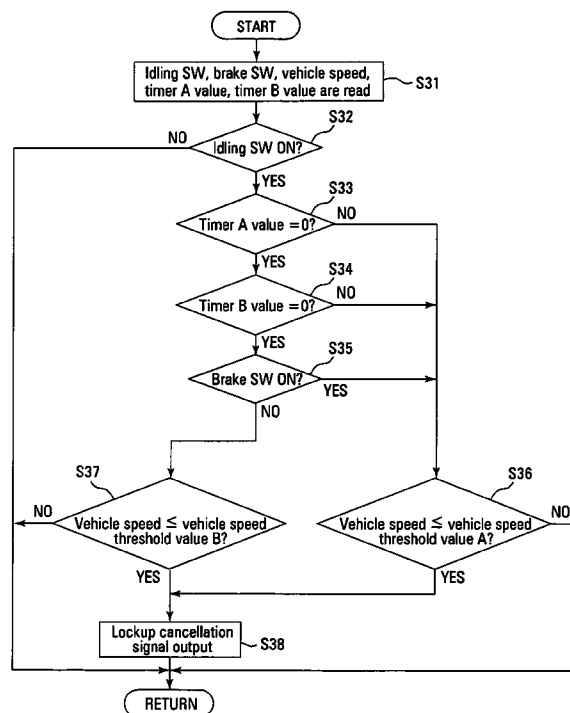 START
Idling SW, brake SW, vehicle speed,
timer A value, timer B value are read
S31
S32
NO
Idling SW ON?
YES
S33
NO
Timer A value =0?
YES
S34
NO
Timer B value =0?
YES
S35
Brake SW ON?
YES
NO
S37
S36
NO
Vehicle speed ≤ vehicle speed
threshold value B?
Vehicle speed ≤ vehicle speed
threshold value A?
NO
YES
YES
Lockup cancellation
signal output
S38
RETURN